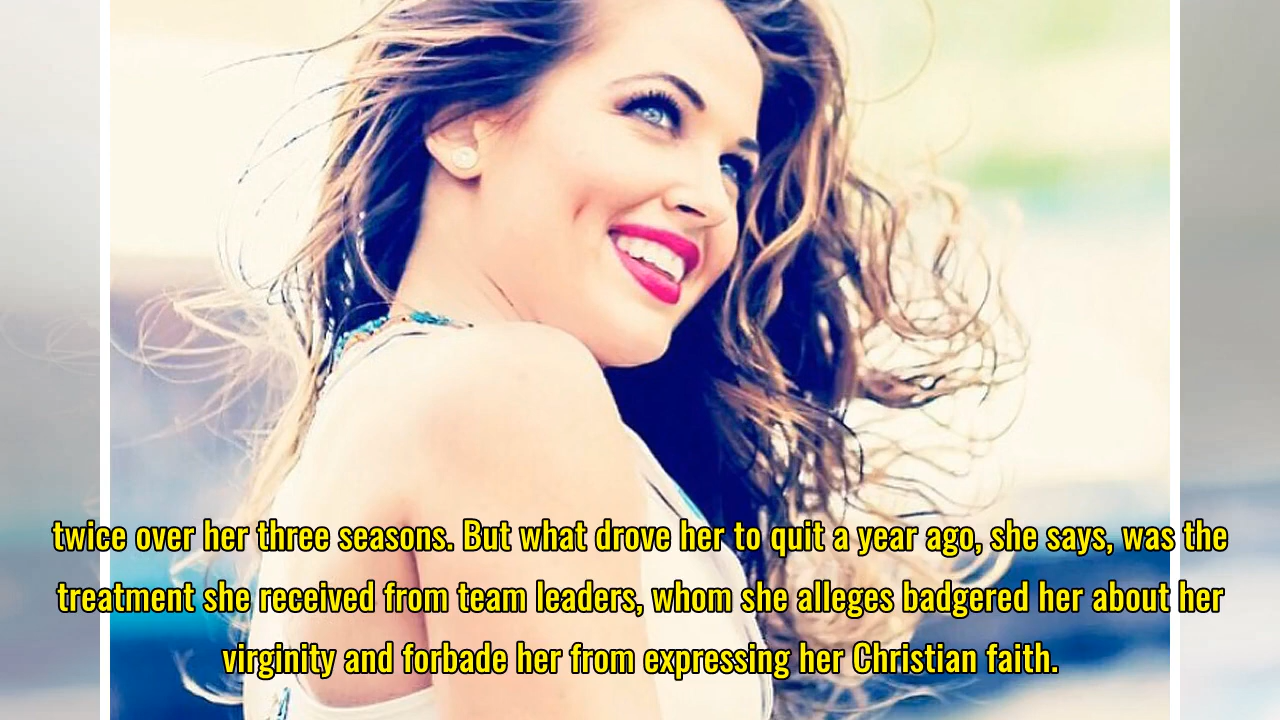 twice over her three seasons. But what drove her to quit a year ago, she says, was the
treatment she received from team leaders, whom she alleges badgered her about her
virginity and forbade her from expressing her Christian faith.